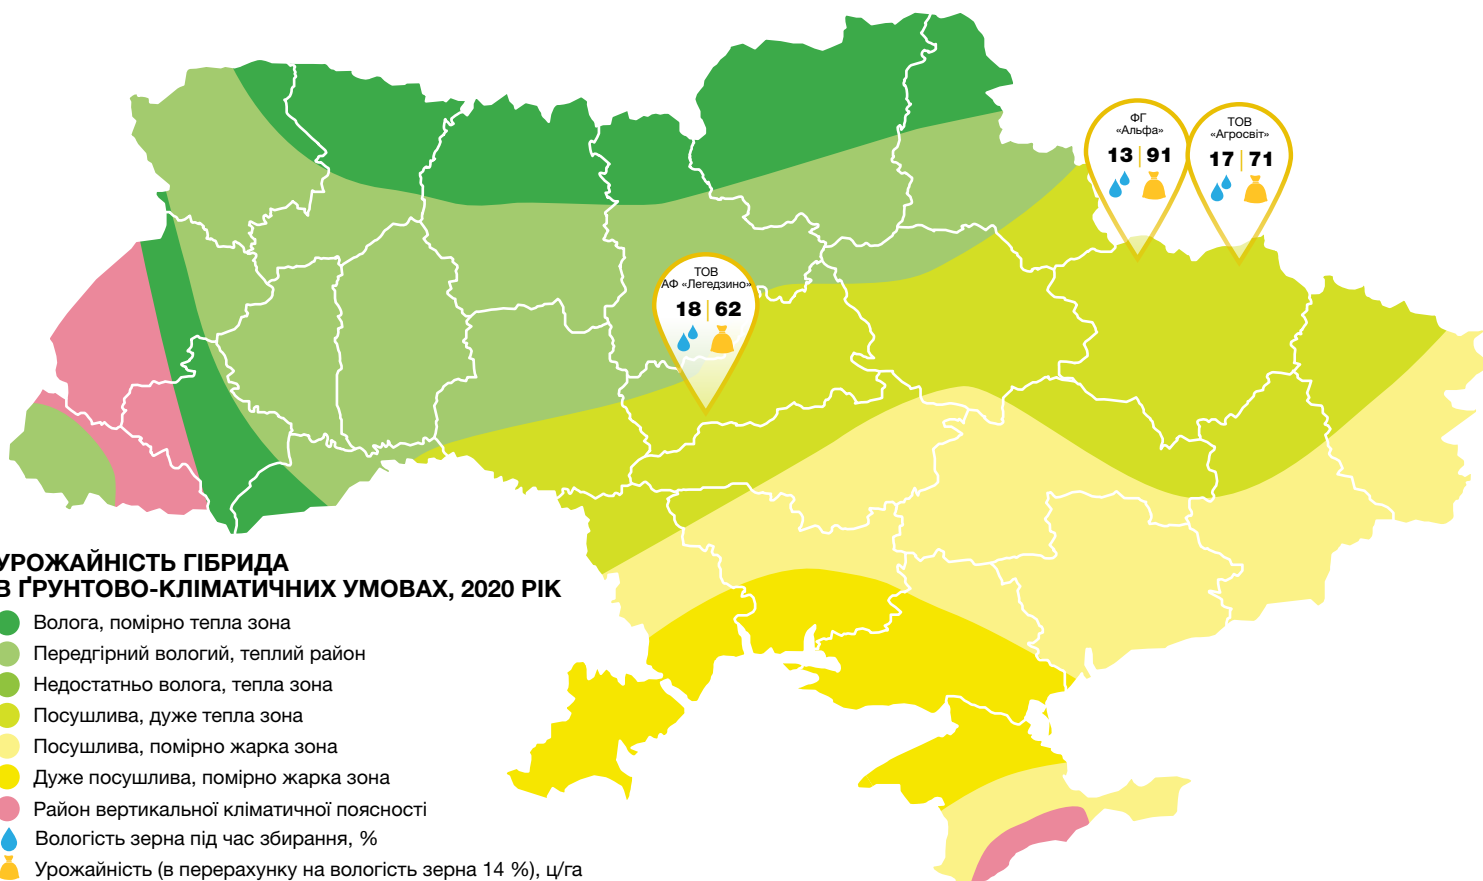 ФГ
«Альфа»
13 | 91
ТОВ
«Агросвіт»
17 | 71
ТОВ
АФ «Легедзино»
18 | 62
УРОЖАЙНІСТЬ ГІБРИДА
В ҐРУНТОВО-КЛІМАТИЧНИХ УМОВАХ, 2020 РІК
Волога, помірно тепла зона
Передгірний вологий, теплий район
Недостатньо волога, тепла зона
Посушлива, дуже тепла зона
Посушлива, помірно жарка зона
Дуже посушлива, помірно жарка зона
Район вертикальної кліматичної поясності
Вологість зерна під час збирання, %
Урожайність (в перерахунку на вологість зерна 14 %), ц/га